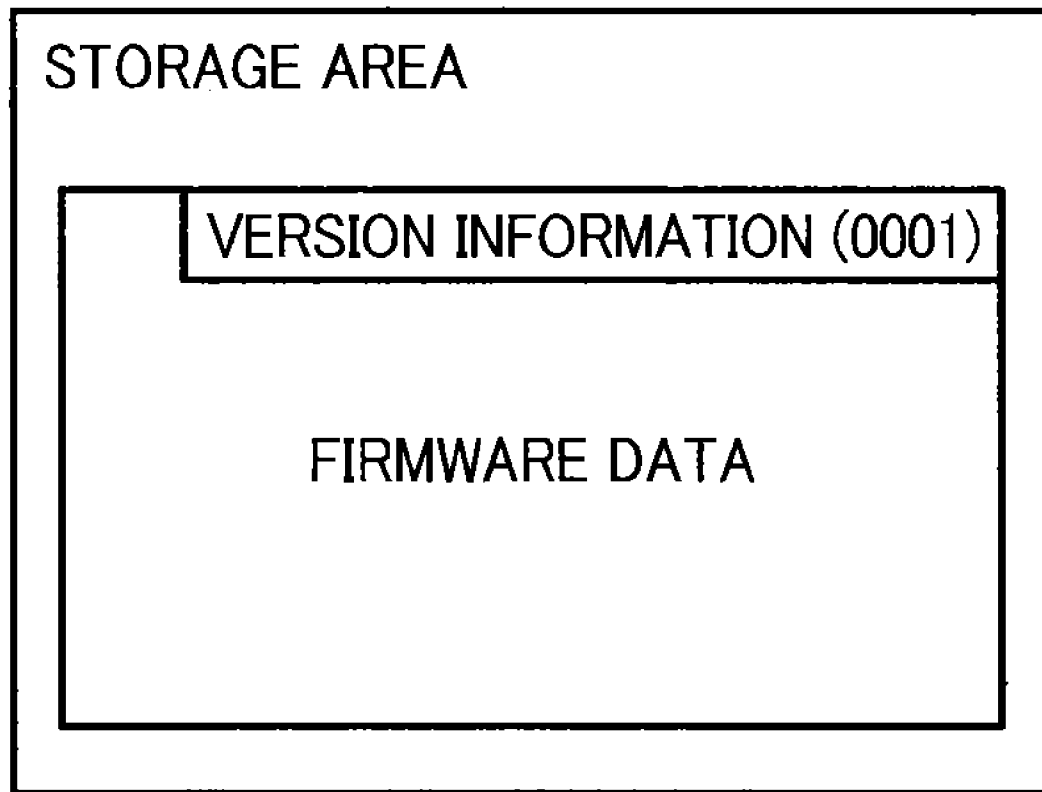 STORAGE AREA
VERSION INFORMATION (0001)
FIRMWARE DATA